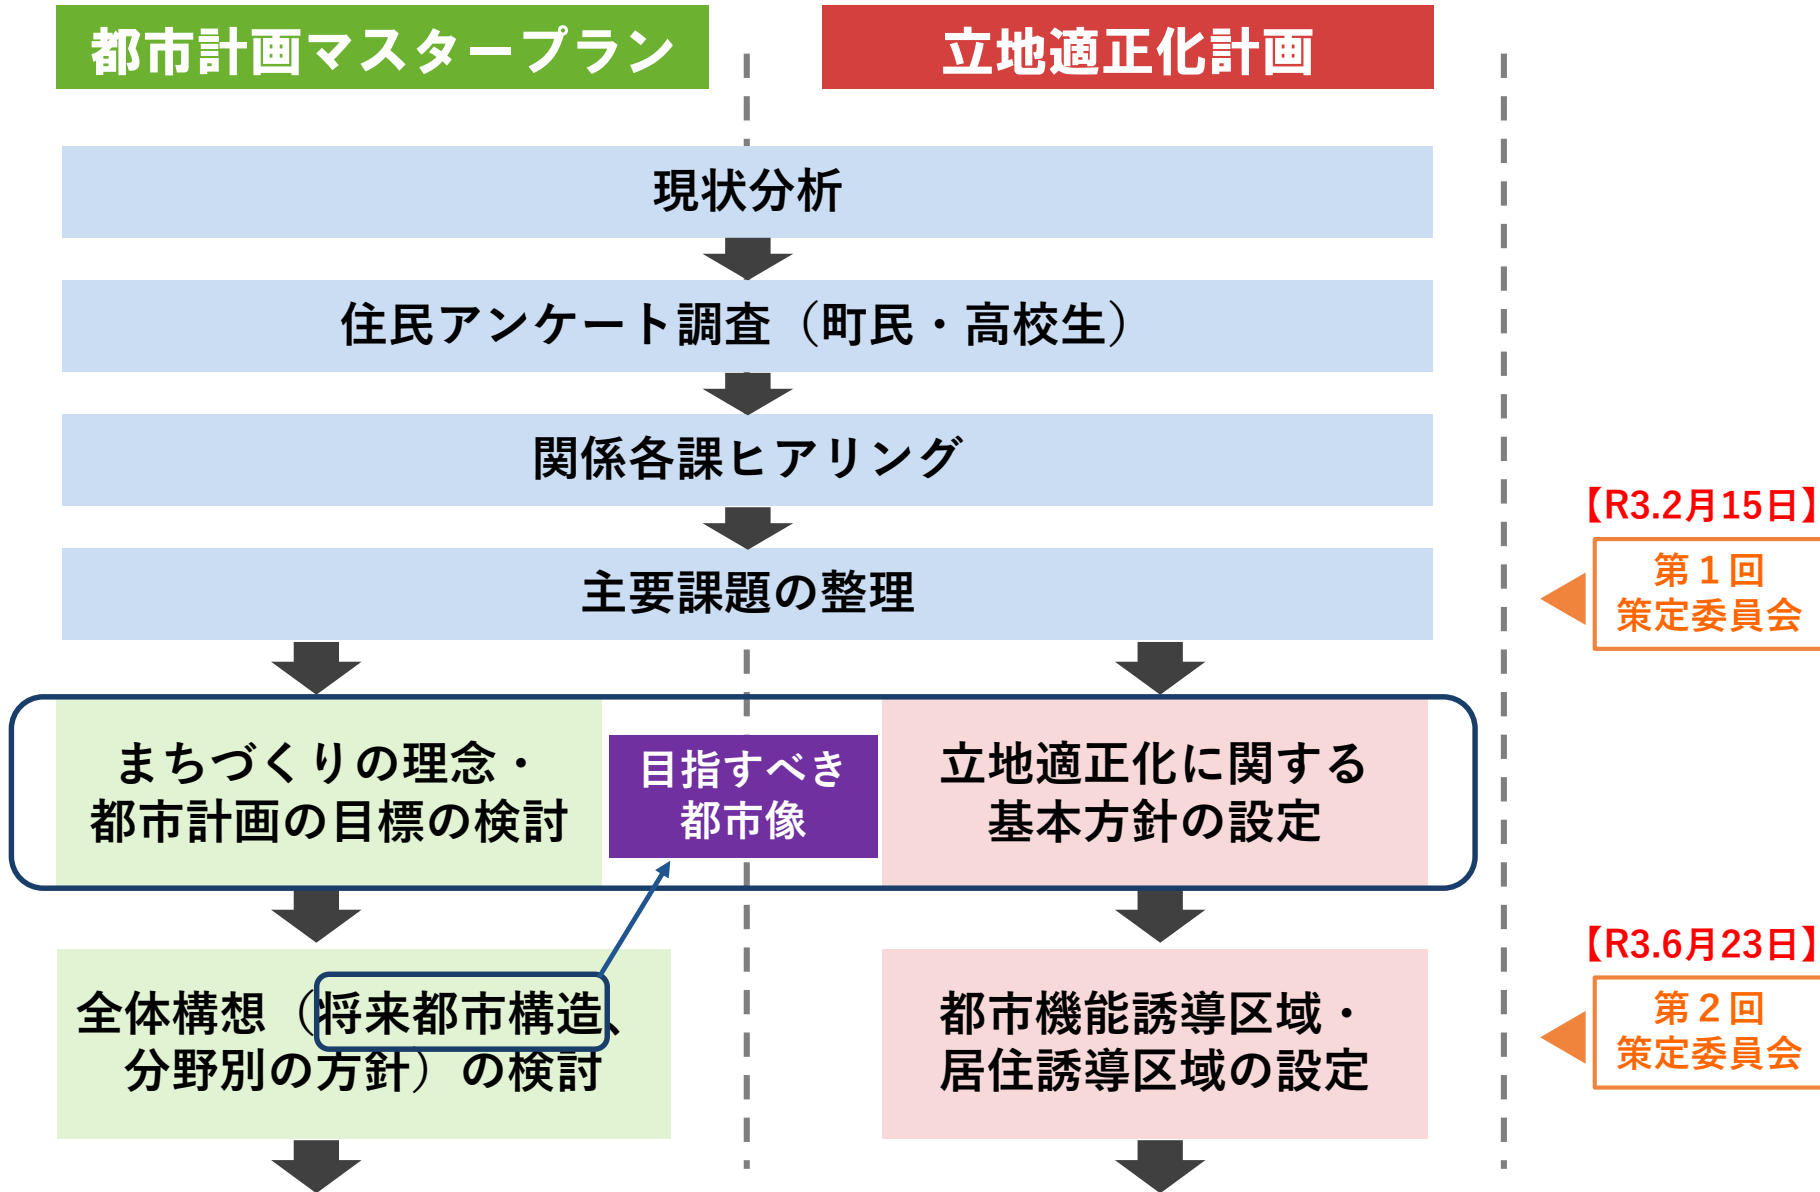 都市計画マスタープラン
立地適正化計画
現状分析
住民アンケート調査（町民・高校生）
関係各課ヒアリング
主要課題の整理
【R3.2月15日】
第１回
策定委員会
まちづくりの理念・
都市計画の目標の検討
目指すべき
都市像
立地適正化に関する
基本方針の設定
全体構想（将来都市構造、
分野別の方針）の検討
都市機能誘導区域・
居住誘導区域の設定
【R3.6月23日】
第２回
策定委員会